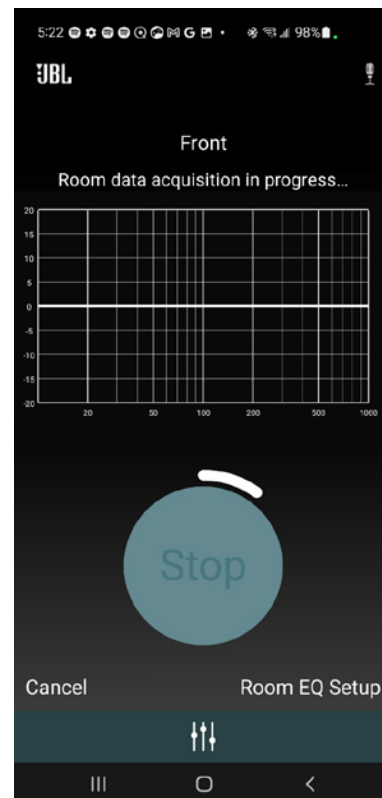 5:22 98%
JBL
Front
Room data acquisition in progress...
20
15
10
5
0
-5
-10
-15
-20
20 50 100 200 500 1000
Stop
Cancel Room EQ Setup